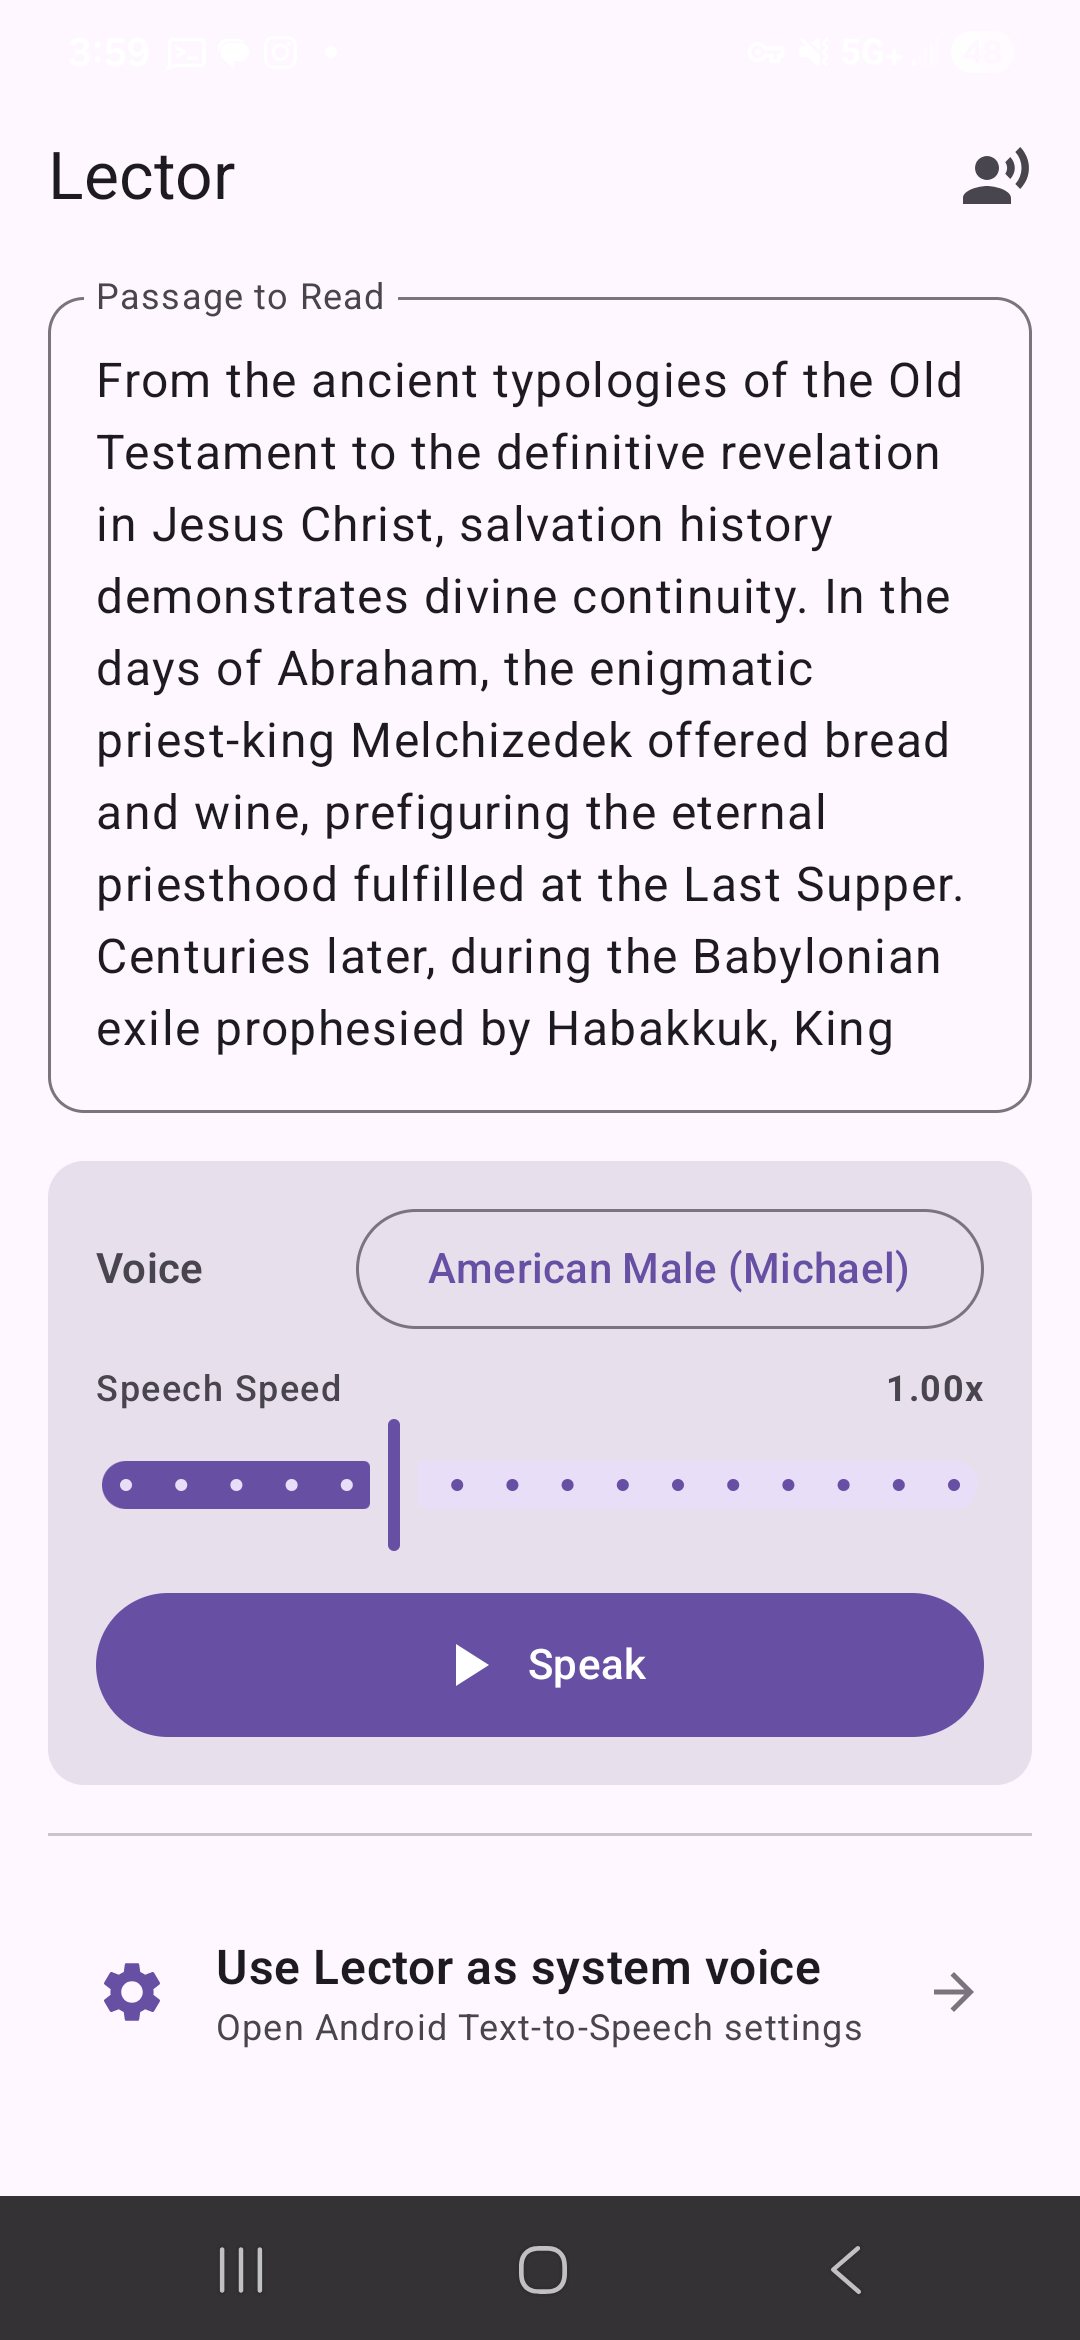 3:59
5G+
48
Lector
Passage to Read
From the ancient typologies of the Old
Testament to the definitive revelation
in Jesus Christ, salvation history
demonstrates divine continuity. In the
days of Abraham, the enigmatic
priest-king Melchizedek offered bread
and wine, prefiguring the eternal
priesthood fulfilled at the Last Supper.
Centuries later, during the Babylonian
exile prophesied by Habakkuk, King
Voice
American Male (Michael)
Speech Speed
1.00x
Speak
Use Lector as system voice
Open Android Text-to-Speech settings